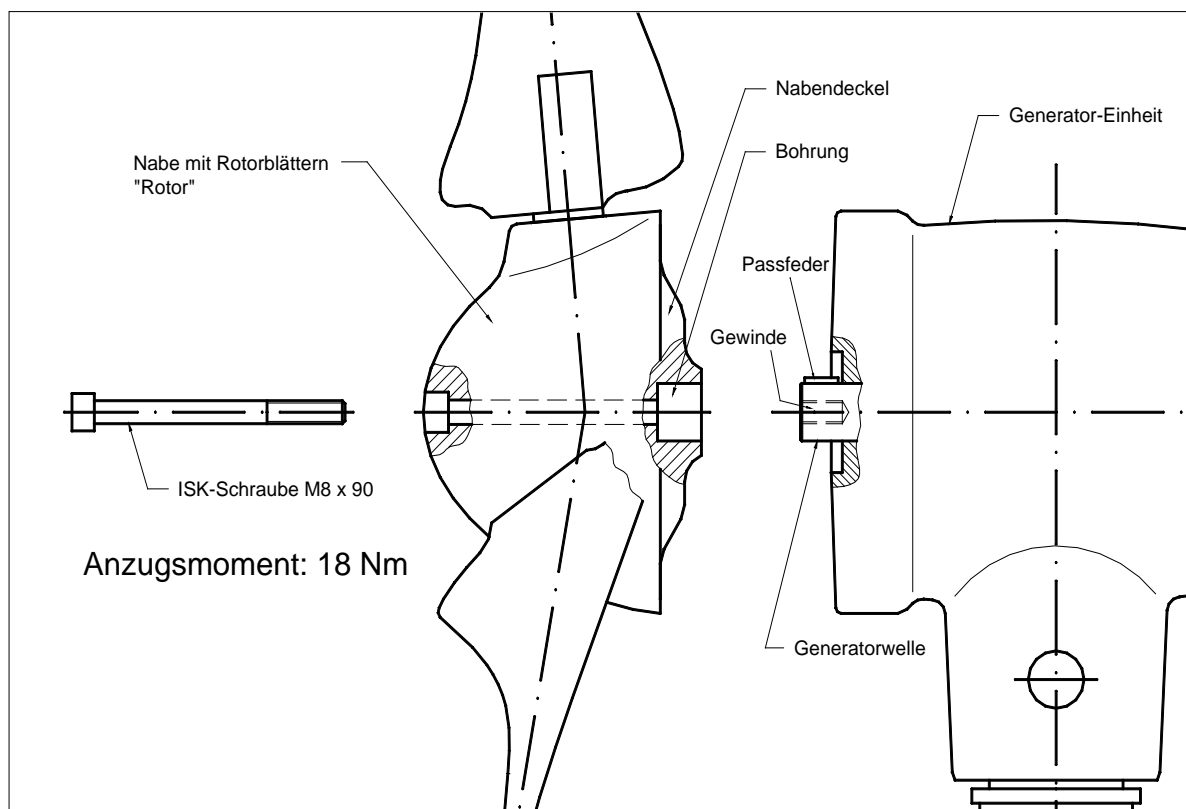 Nabendeckel
Generator-Einheit
Nabe mit Rotorblättern
"Rotor"
Bohrung
Passfeder
Gewinde
ISK-Schraube M8 x 90
Anzugsmoment: 18 Nm
Generatorwelle